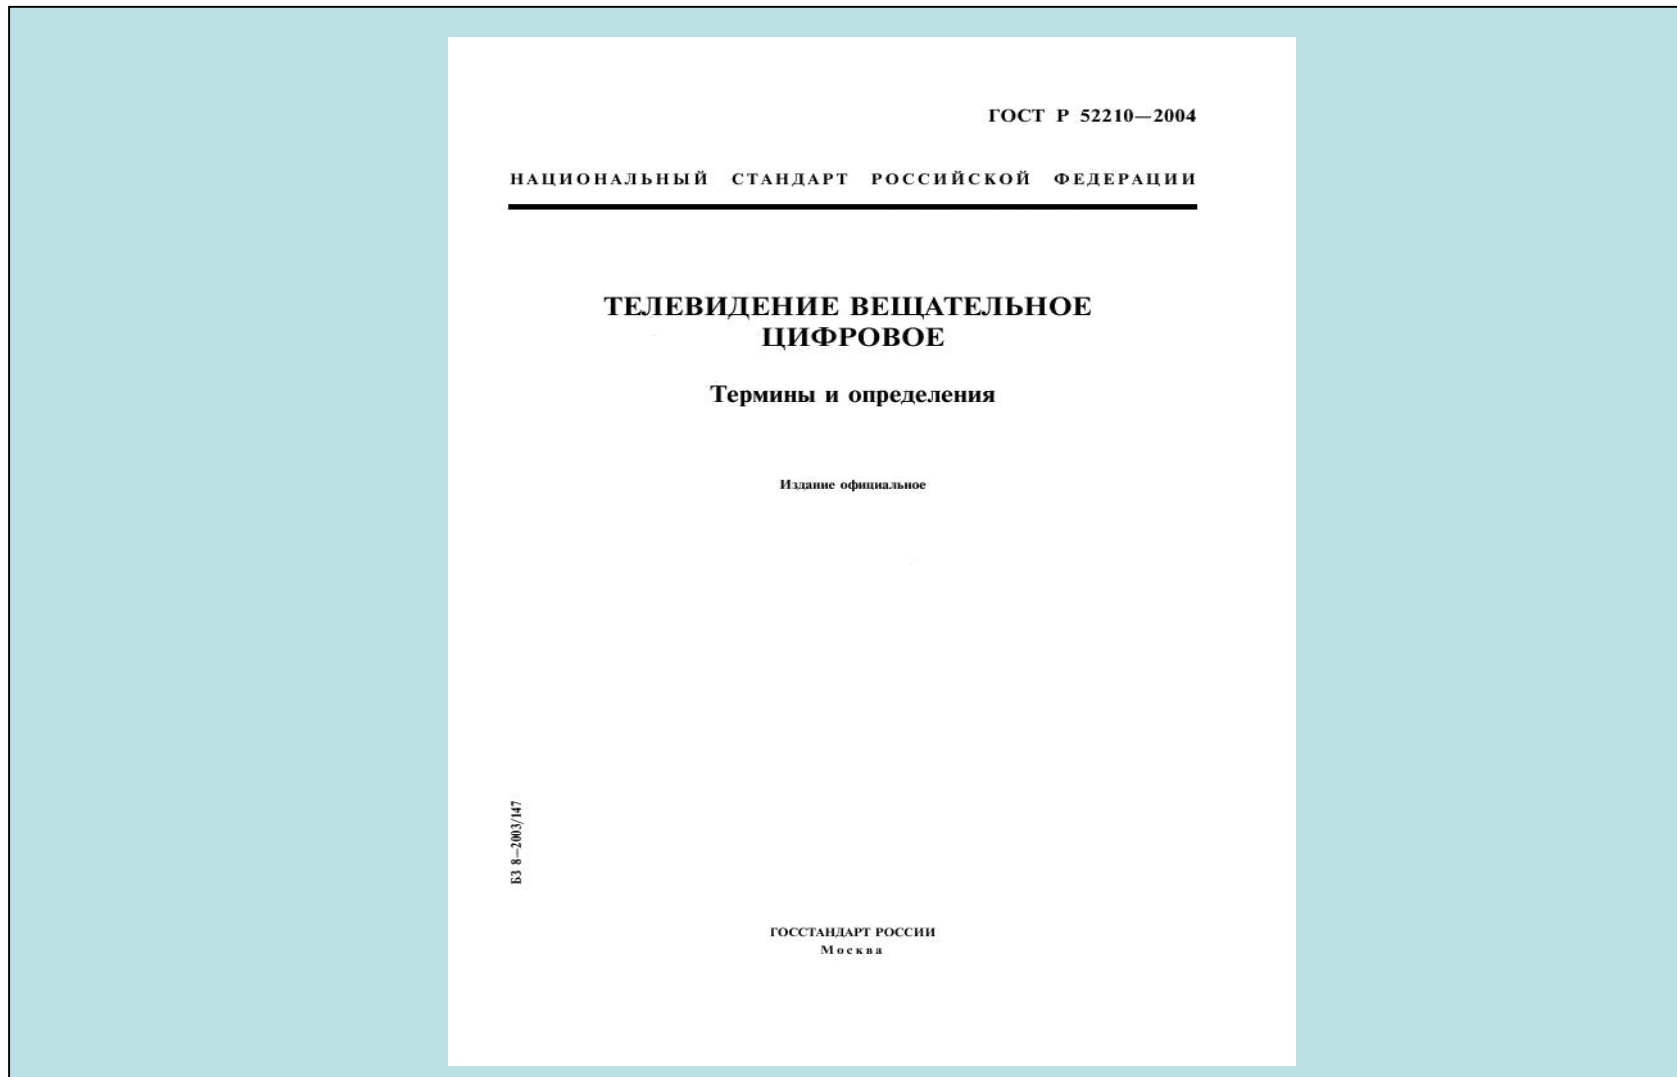 ГОСТ Р 52210—2004
НАЦИОНАЛЬНЫЙ СТАНДАРТ РОССИЙСКОЙ ФЕДЕРАЦИИ
ТЕЛЕВИДЕНИЕ ВЕЩАТЕЛЬНОЕ
ЦИФРОВОЕ
Термины и определения
Издание официальное
БЗ 8—2003/147
ГОССТАНДАРТ РОССИИ
Москва